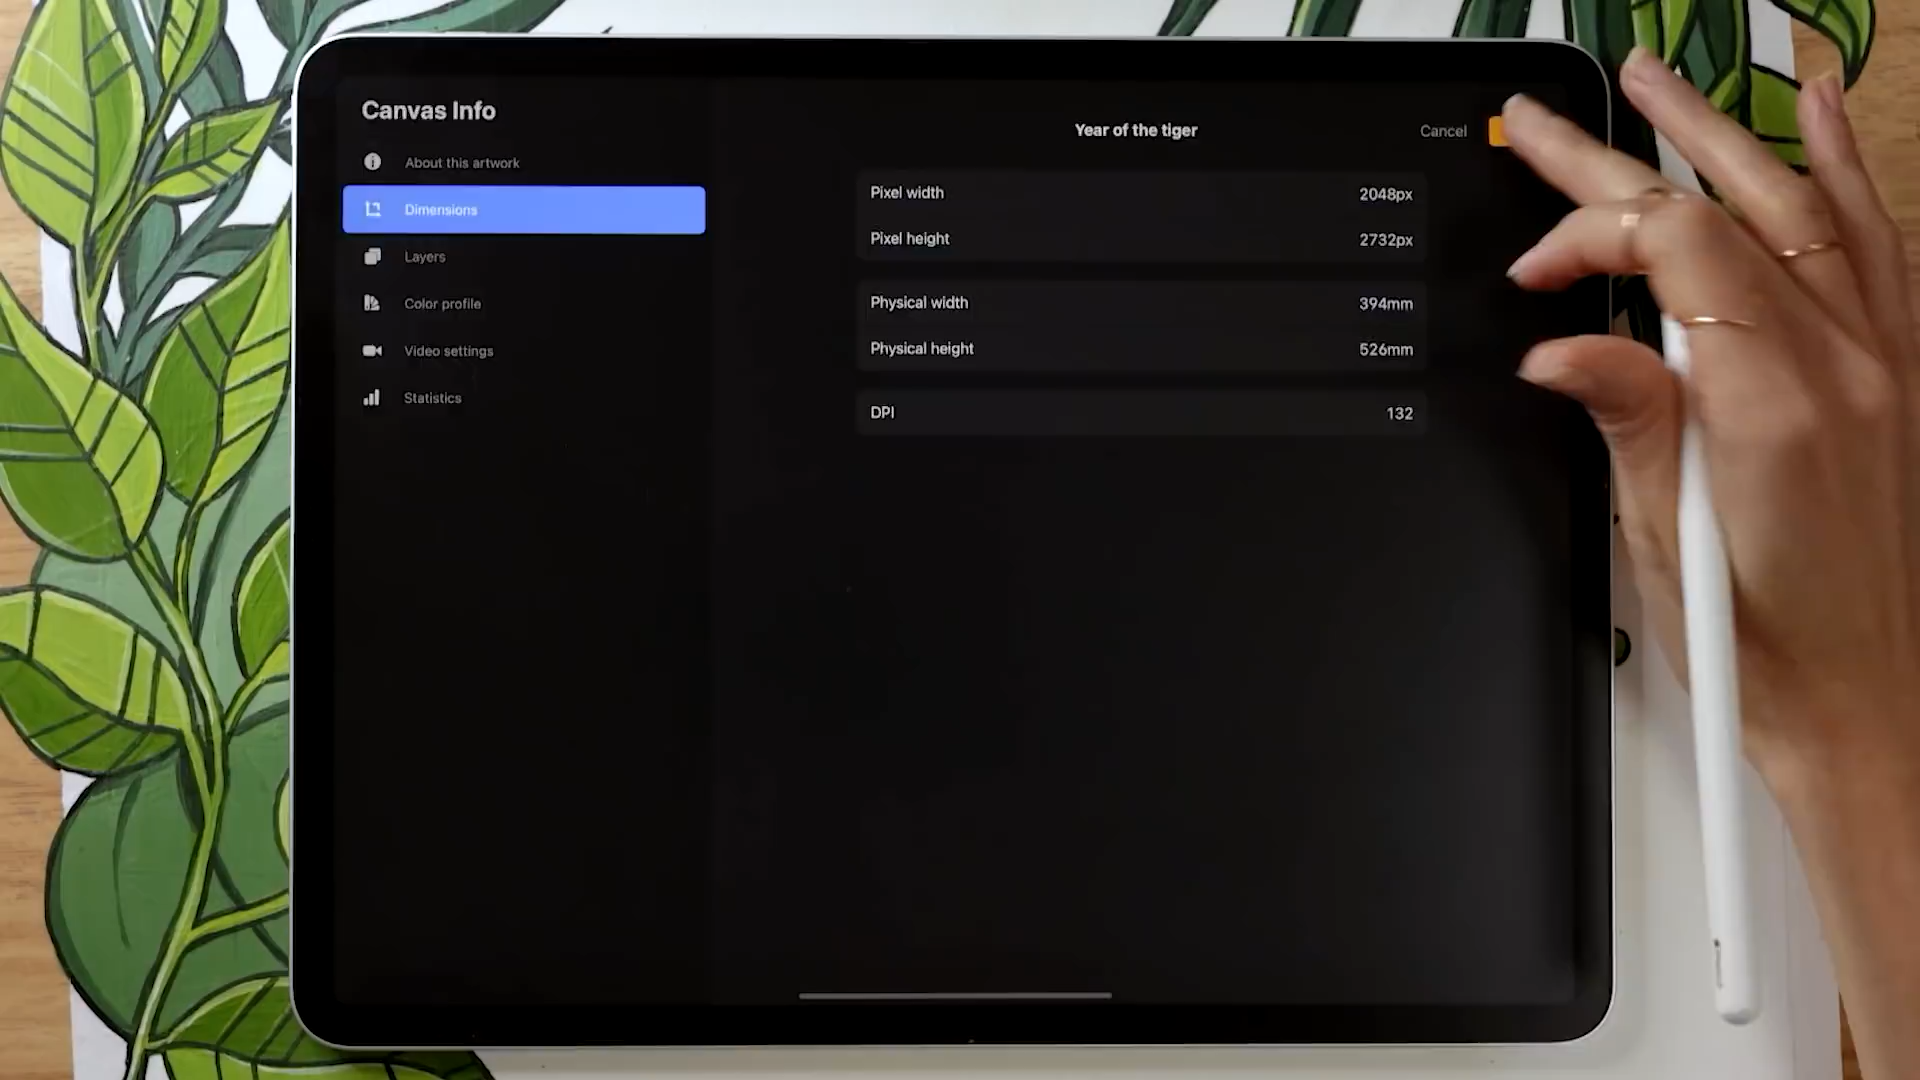 Canvas Info
About this artwork
Dimensions
Layers
Color profile
Video settings
Statistics
Year of the tiger
Cancel
Pixel width 2048px
Pixel height 2732px
Physical width 394mm
Physical height 526mm
DPI 132